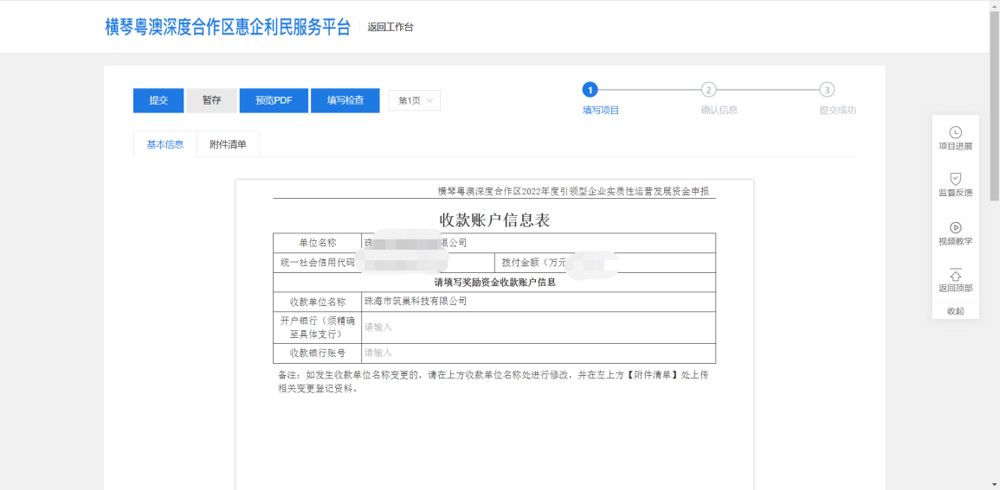 横琴粤澳深度合作区惠企利民服务平台 返回工作台
提交 暂存 预览PDF 填写检查 第1页
1 2 3
填写项目 确认信息 提交成功
基本信息 附件清单
项目进展
监督反馈
视频教学
返回顶部
收起
横琴粤澳深度合作区2022年度引领型企业实质性运营发展资金申报
收款账户信息表
单位名称 珠 限公司
统一社会信用代码 拨付金额（万元
请填写奖励资金收款账户信息
收款单位名称 珠海市筑巢科技有限公司
开户银行（须精确
至具体支行） 请输入
收款银行账号 请输入
备注：如发生收款单位名称变更的，请在上方收款单位名称处进行修改，并在左上方【附件清单】处上传
相关变更登记资料。